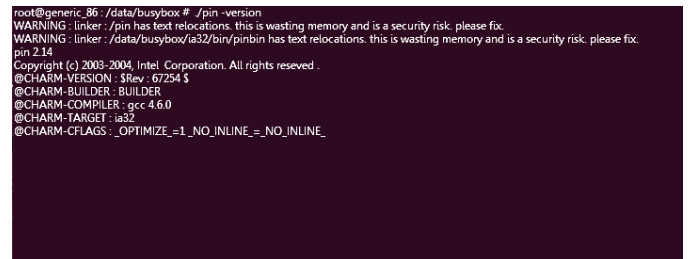 root@generic_86 : /data/busybox # ./pin -version
WARNING : linker : /pin has text relocations. this is wasting memory and is a security risk. please fix.
WARNING : linker : /data/busybox/ia32/bin/pinbin has text relocations. this is wasting memory and is a security risk. please fix.
pin 2.14
Copyright (c) 2003-2004, Intel Corporation. All rights reseved .
@CHARM-VERSION : $Rev : 67254 $
@CHARM-BUILDER : BUILDER
@CHARM-COMPILER : gcc 4.6.0
@CHARM-TARGET : ia32
@CHARM-CFLAGS : _OPTIMIZE_=1 _NO_INLINE_=_NO_INLINE_